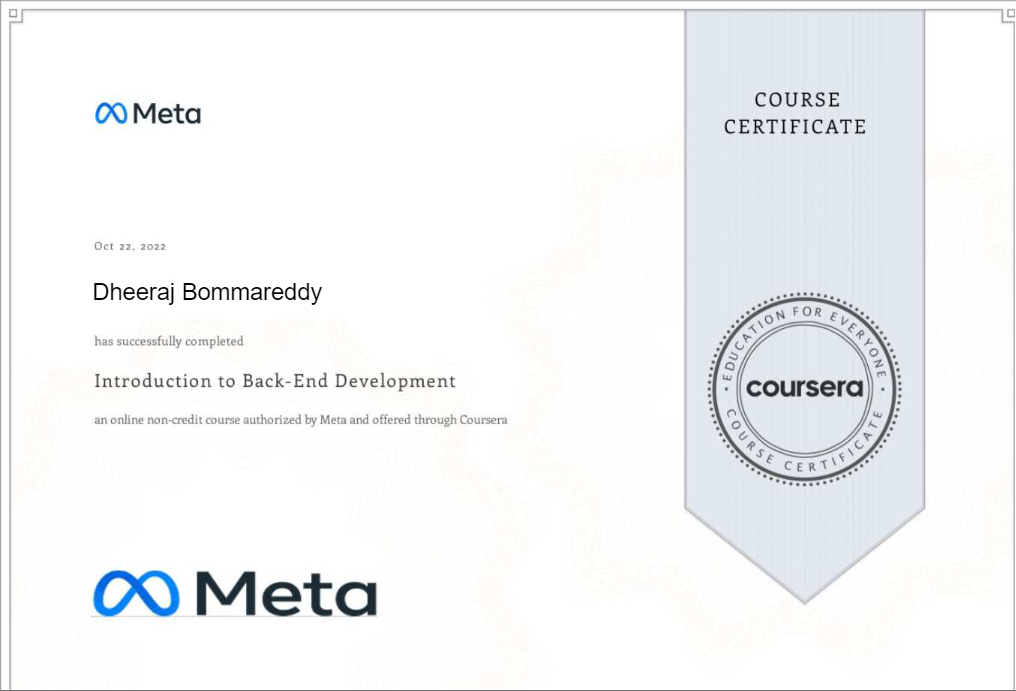 Meta
COURSE
CERTIFICATE
Oct 22, 2022
Dheeraj Bommareddy
has successfully completed
Introduction to Back-End Development
an online non-credit course authorized by Meta and offered through Coursera
EDUCATION FOR EVERYONE
coursera
COURSE CERTIFICATE
Meta